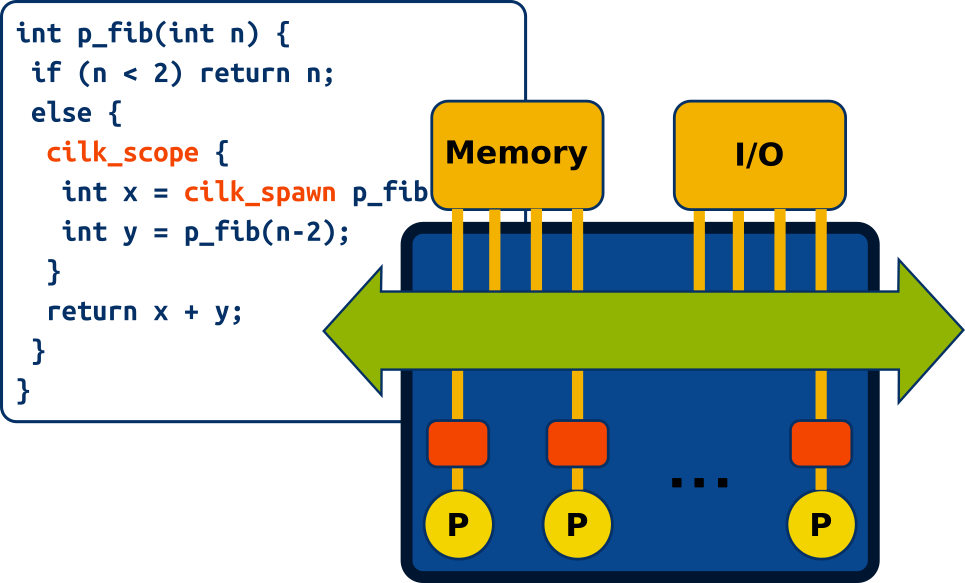 int p_fib(int n) {
if (n < 2) return n;
else {
cilk_scope {
int x = cilk_spawn p_fib
int y = p_fib(n-2);
}
return x + y;
}
}
Memory
I/O
...
P
P
P